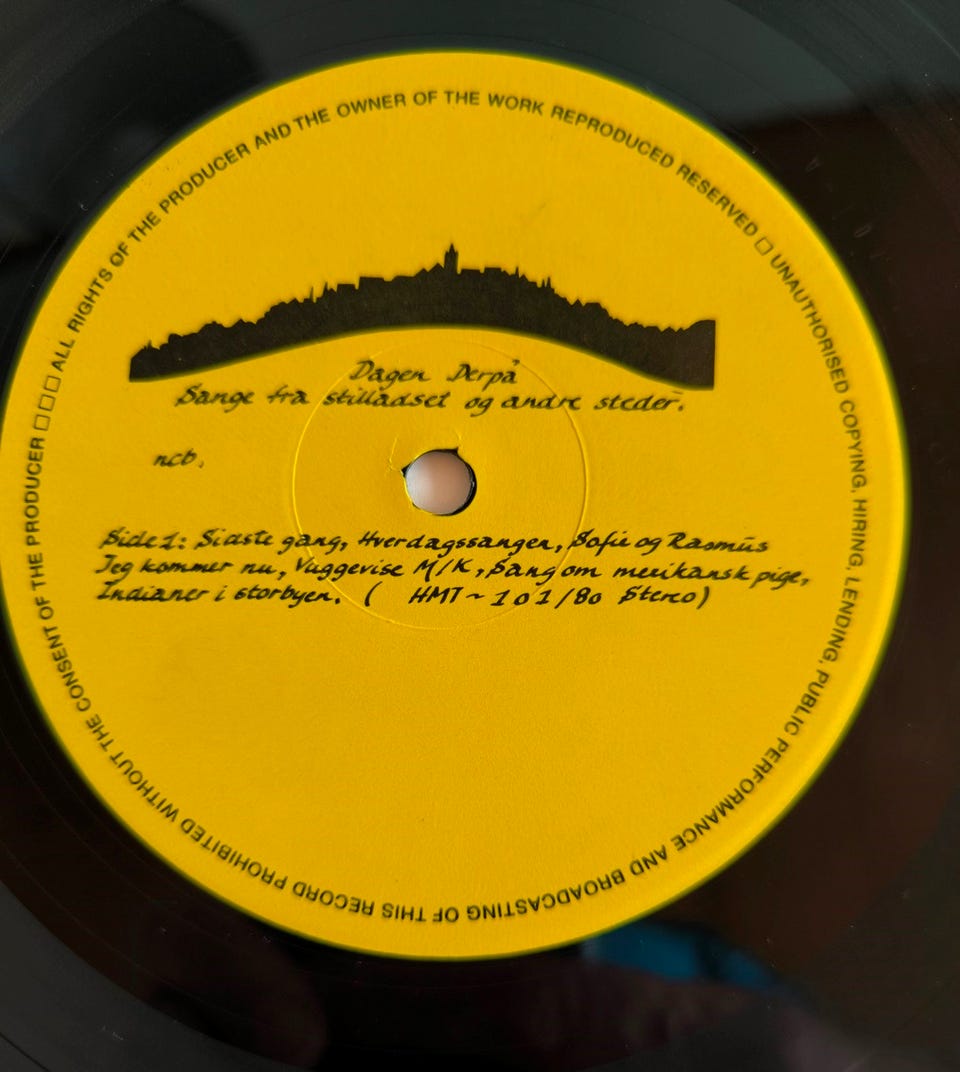 □□□ ALL RIGHTS OF THE PRODUCER AND THE OWNER OF THE WORK REPRODUCED RESERVED □ UNAUTHORISED COPYING, HIRING, LENDING, PUBLIC PERFORMANCE AND BROADCASTING OF THIS RECORD PROHIBITED WITHOUT THE CONSENT OF THE PRODUCER
Dagen Derpå
Sange fra stilladset og andre steder.
ncb.
Side 1: Sidste gang, Hverdagssangen, Sofie og Rasmus
Jeg kommer nu, Vuggevise M/K, Sang om mexikansk pige,
Indianer i storbyen. ( HMT~101/80 Stereo)